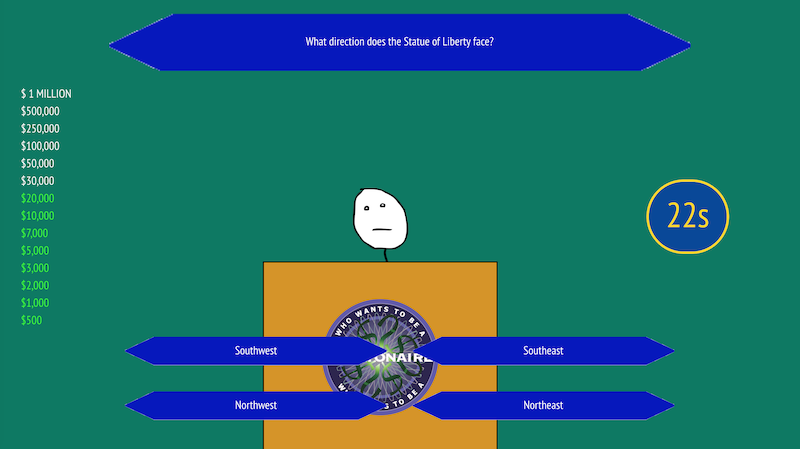 What direction does the Statue of Liberty face?
$ 1 MILLION
$500,000
$250,000
$100,000
$50,000
$30,000
$20,000
$10,000
$7,000
$5,000
$3,000
$2,000
$1,000
$500
22s
WHO WANTS TO BE A
ONAIRE
TO BE A
Southwest
Southeast
Northwest
Northeast